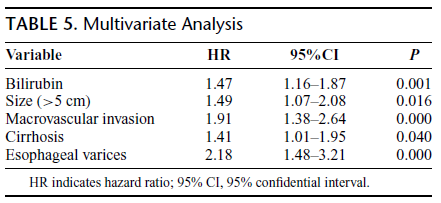 TABLE 5. Multivariate Analysis
Variable HR 95%CI P
Bilirubin 1.47 1.16–1.87 0.001
Size (>5 cm) 1.49 1.07–2.08 0.016
Macrovascular invasion 1.91 1.38–2.64 0.000
Cirrhosis 1.41 1.01–1.95 0.040
Esophageal varices 2.18 1.48–3.21 0.000
HR indicates hazard ratio; 95% CI, 95% confidential interval.